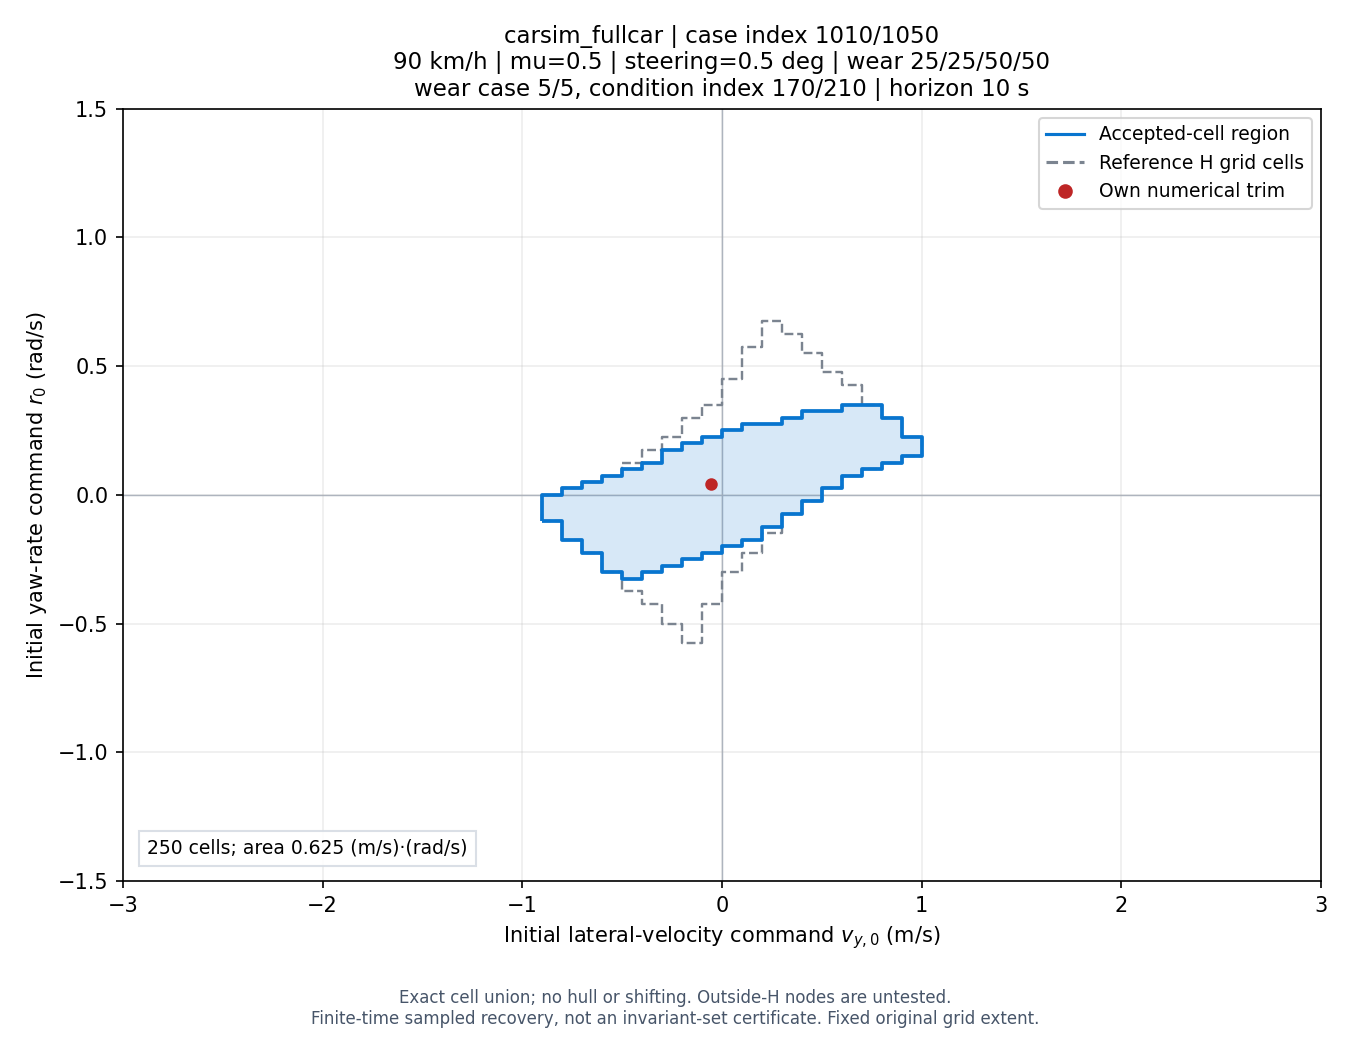 carsim_fullcar | case index 1010/1050
90 km/h | mu=0.5 | steering=0.5 deg | wear 25/25/50/50
wear case 5/5, condition index 170/210 | horizon 10 s
Accepted-cell region
Reference H grid cells
Own numerical trim
1.5
1.0
0.5
0.0
−0.5
−1.0
−1.5
Initial yaw-rate command r₀ (rad/s)
250 cells; area 0.625 (m/s)·(rad/s)
−3
−2
−1
0
1
2
3
Initial lateral-velocity command v_{y,0} (m/s)
Exact cell union; no hull or shifting. Outside-H nodes are untested.
Finite-time sampled recovery, not an invariant-set certificate. Fixed original grid extent.